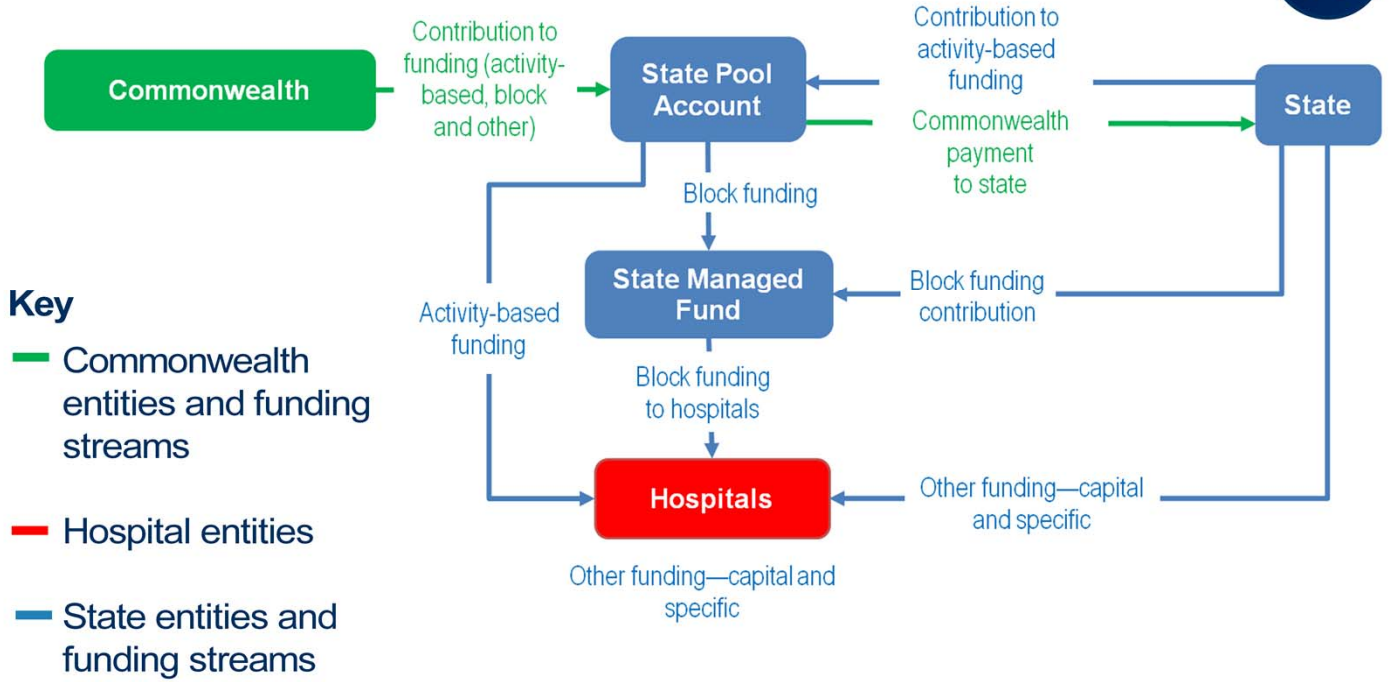 Commonwealth
Contribution to
funding (activity-
based, block
and other)
State Pool
Account
Contribution to
activity-based
funding
State
Commonwealth
payment
to state
Block funding
State Managed
Fund
Block funding
contribution
Activity-based
funding
Block funding
to hospitals
Hospitals
Other funding—capital
and specific
Other funding—capital and
specific
Key
Commonwealth
entities and funding
streams
Hospital entities
State entities and
funding streams